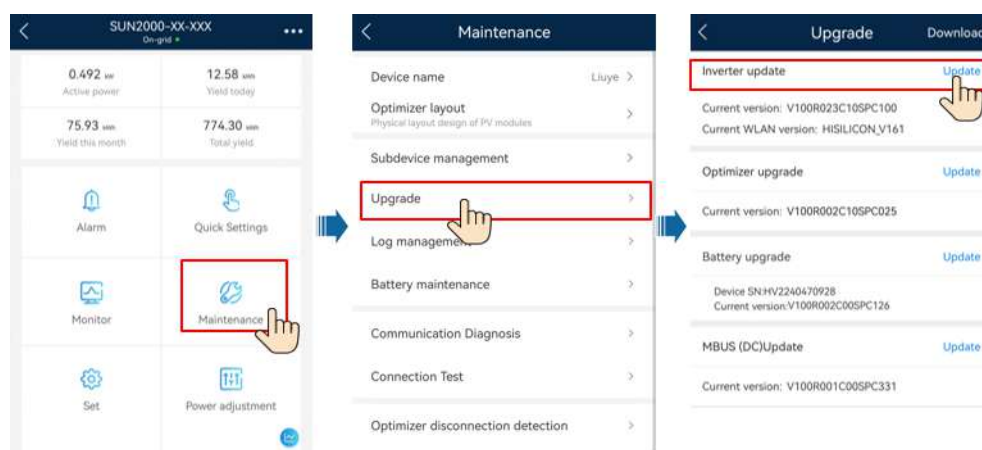 SUN2000-XX-XXX
On-grid
0.492 kW
Active power
12.58 kWh
Yield today
75.93 kWh
Yield this month
774.30 kWh
Total yield
Alarm
Quick Settings
Monitor
Maintenance
Set
Power adjustment
Maintenance
Device name Liuye
Optimizer layout
Physical layout design of PV modules
Subdevice management
Upgrade
Log management
Battery maintenance
Communication Diagnosis
Connection Test
Optimizer disconnection detection
Upgrade Download
Inverter update Update
Current version: V100R023C10SPC100
Current WLAN version: HISILICON_V161
Optimizer upgrade Update
Current version: V100R002C10SPC025
Battery upgrade Update
Device SN:HV2240470928
Current version:V100R002C00SPC126
MBUS (DC)Update Update
Current version: V100R001C00SPC331